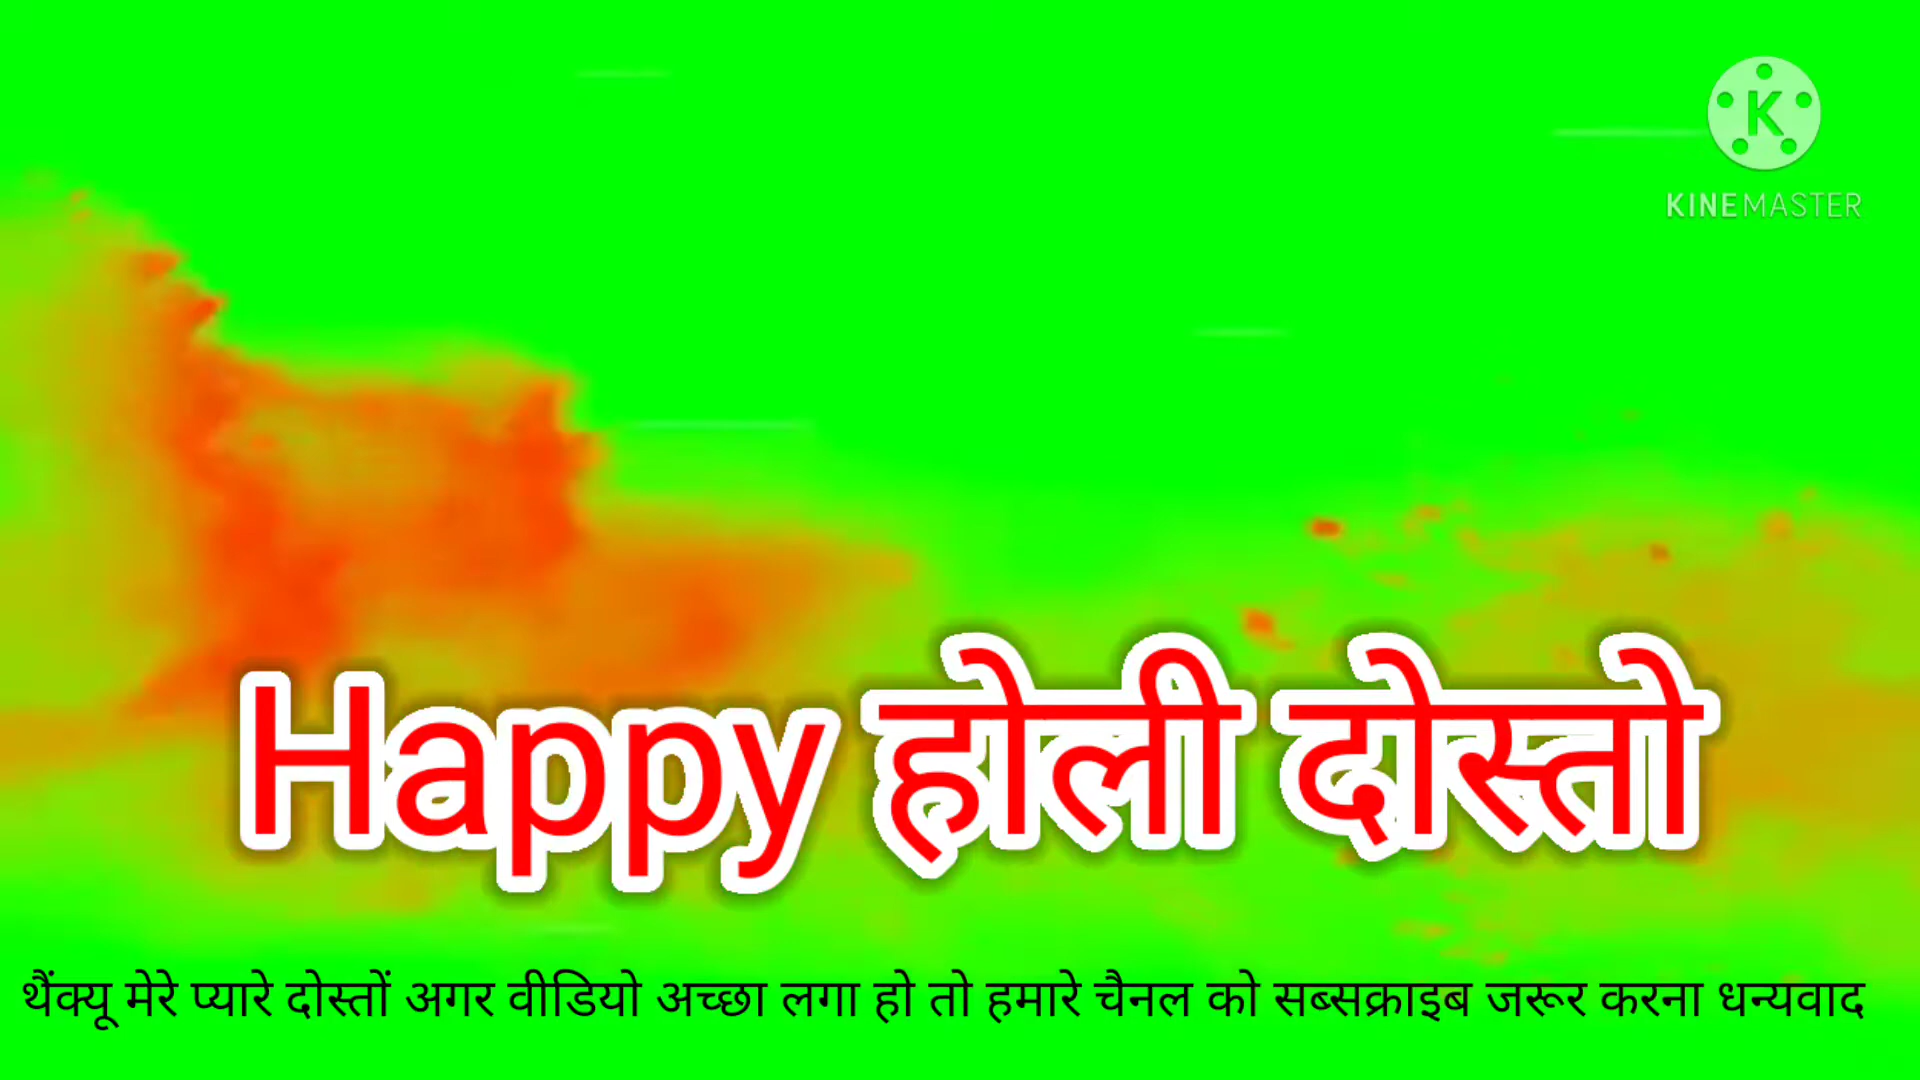 K
KINEMASTER
Happy होली दोस्तो
थैंक्यू मेरे प्यारे दोस्तों अगर वीडियो अच्छा लगा हो तो हमारे चैनल को सब्सक्राइब जरूर करना धन्यवाद